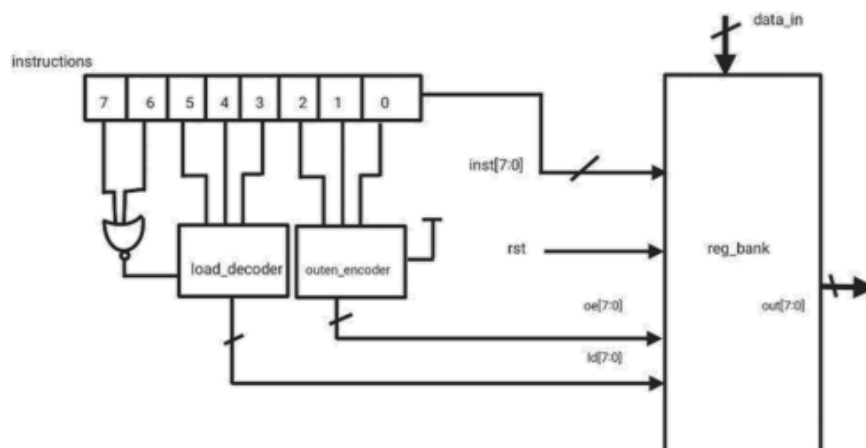 data_in
instructions
7 6 5 4 3 2 1 0
inst[7:0]
rst
reg_bank
load_decoder
outen_encoder
oe[7:0]
out[7:0]
ld[7:0]